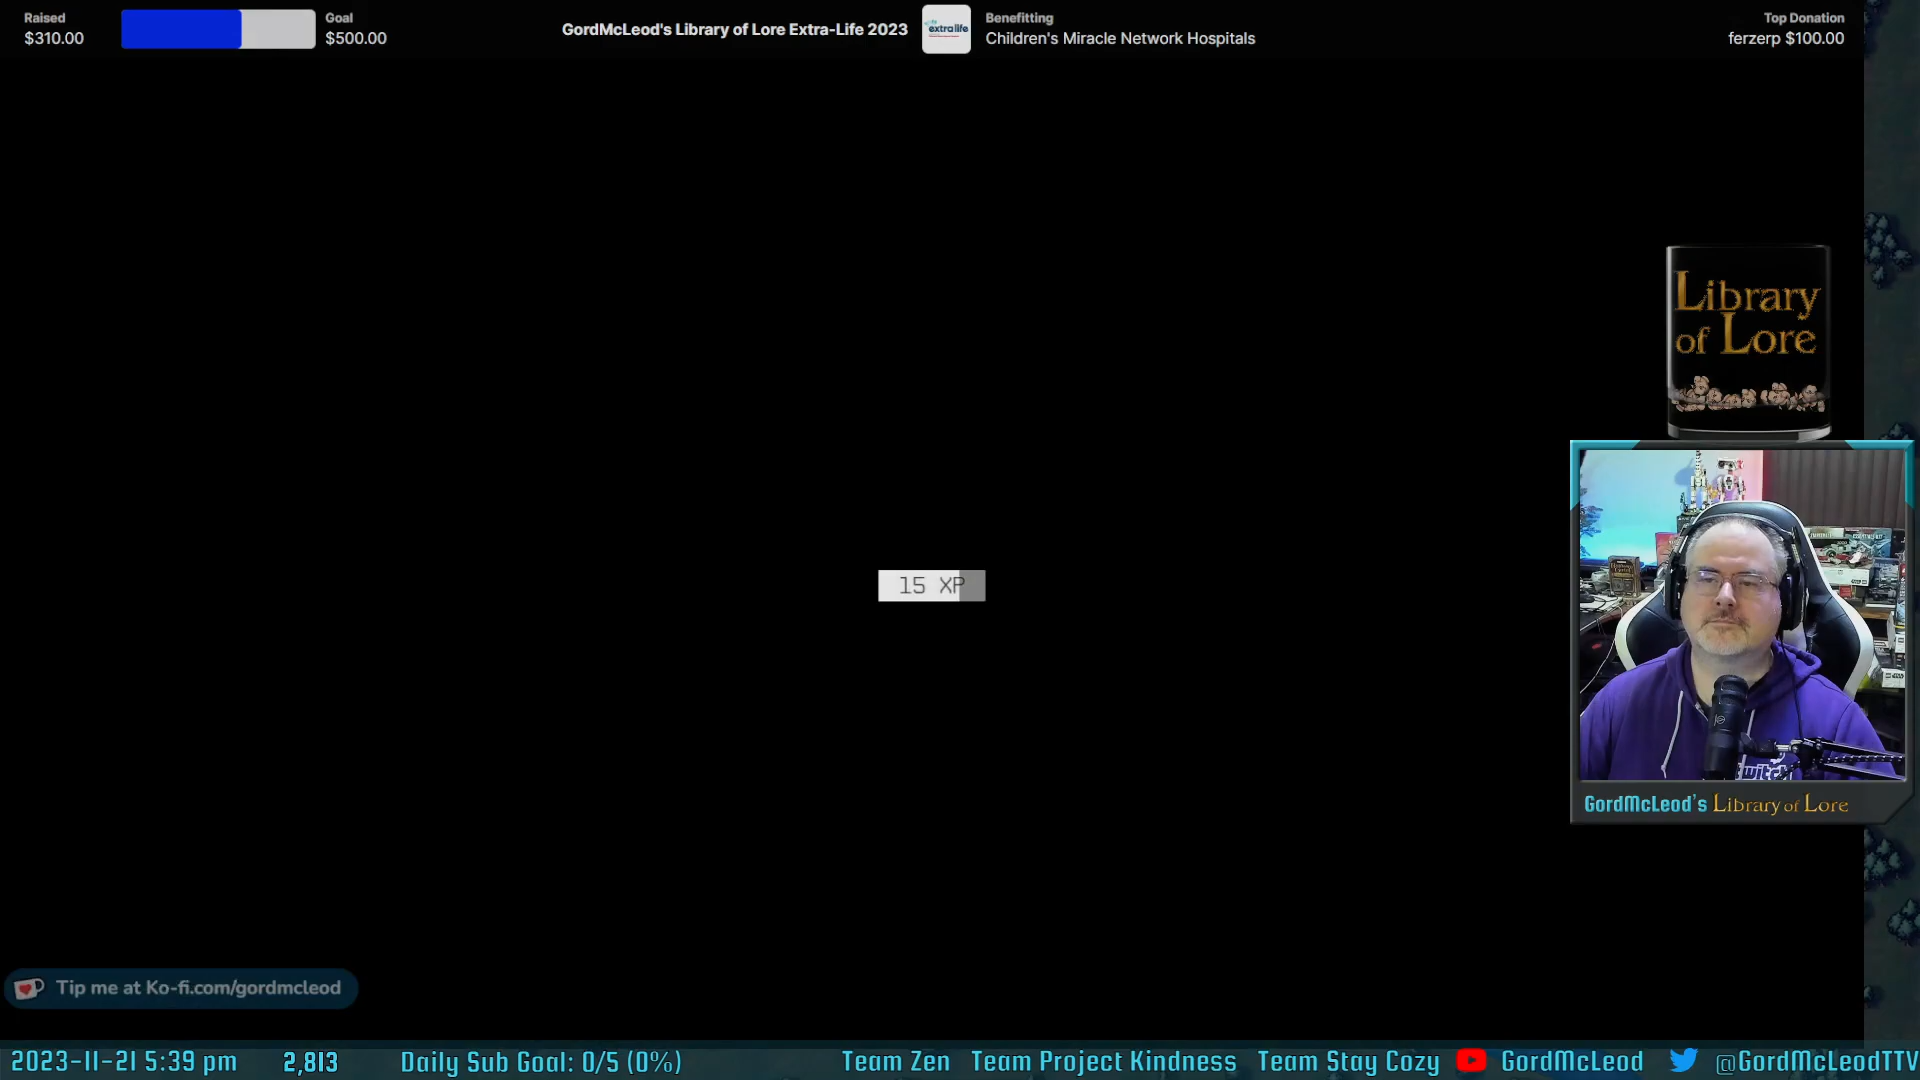 Raised
$310.00
Goal
$500.00
GordMcLeod's Library of Lore Extra-Life 2023
extralife
Benefitting
Children's Miracle Network Hospitals
Top Donation
ferzerp $100.00
Library
of Lore
15 XP
twitch
GordMcLeod's Library of Lore
Tip me at Ko-fi.com/gordmcleod
2023-11-21 5:39 pm 2,813 Daily Sub Goal: 0/5 (0%) Team Zen Team Project Kindness Team Stay Cozy GordMcLeod @GordMcLeodTTV